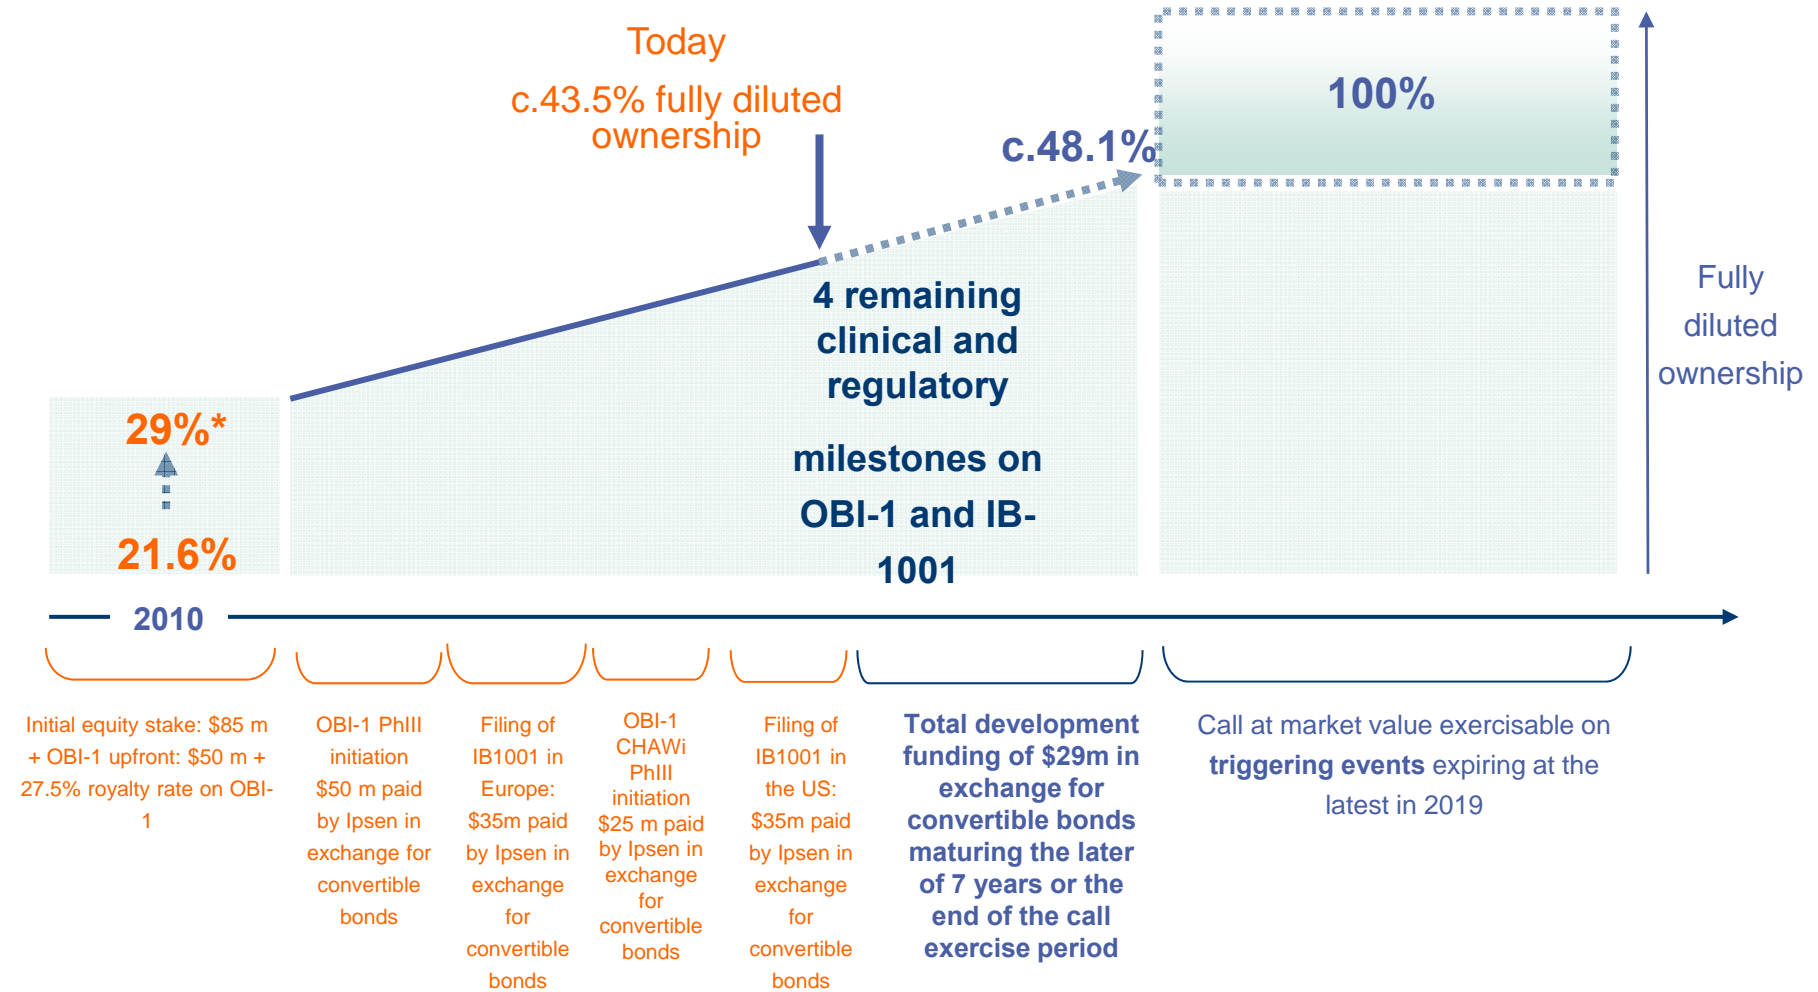 Today
c.43.5% fully diluted
ownership
c.48.1%
100%
Fully
diluted
ownership
4 remaining
clinical and
regulatory
milestones on
OBI-1 and IB-
1001
29%*
21.6%
2010
Initial equity stake: $85 m
+ OBI-1 upfront: $50 m +
27.5% royalty rate on OBI-
1
OBI-1 PhIII
initiation
$50 m paid
by Ipsen in
exchange for
convertible
bonds
Filing of
IB1001 in
Europe:
$35m paid
by Ipsen in
exchange
for
convertible
bonds
OBI-1
CHAWi
PhIII
initiation
$25 m paid
by Ipsen in
exchange
for
convertible
bonds
Filing of
IB1001 in
the US:
$35m paid
by Ipsen in
exchange
for
convertible
bonds
Total development
funding of $29m in
exchange for
convertible bonds
maturing the later
of 7 years or the
end of the call
exercise period
Call at market value exercisable on
triggering events expiring at the
latest in 2019